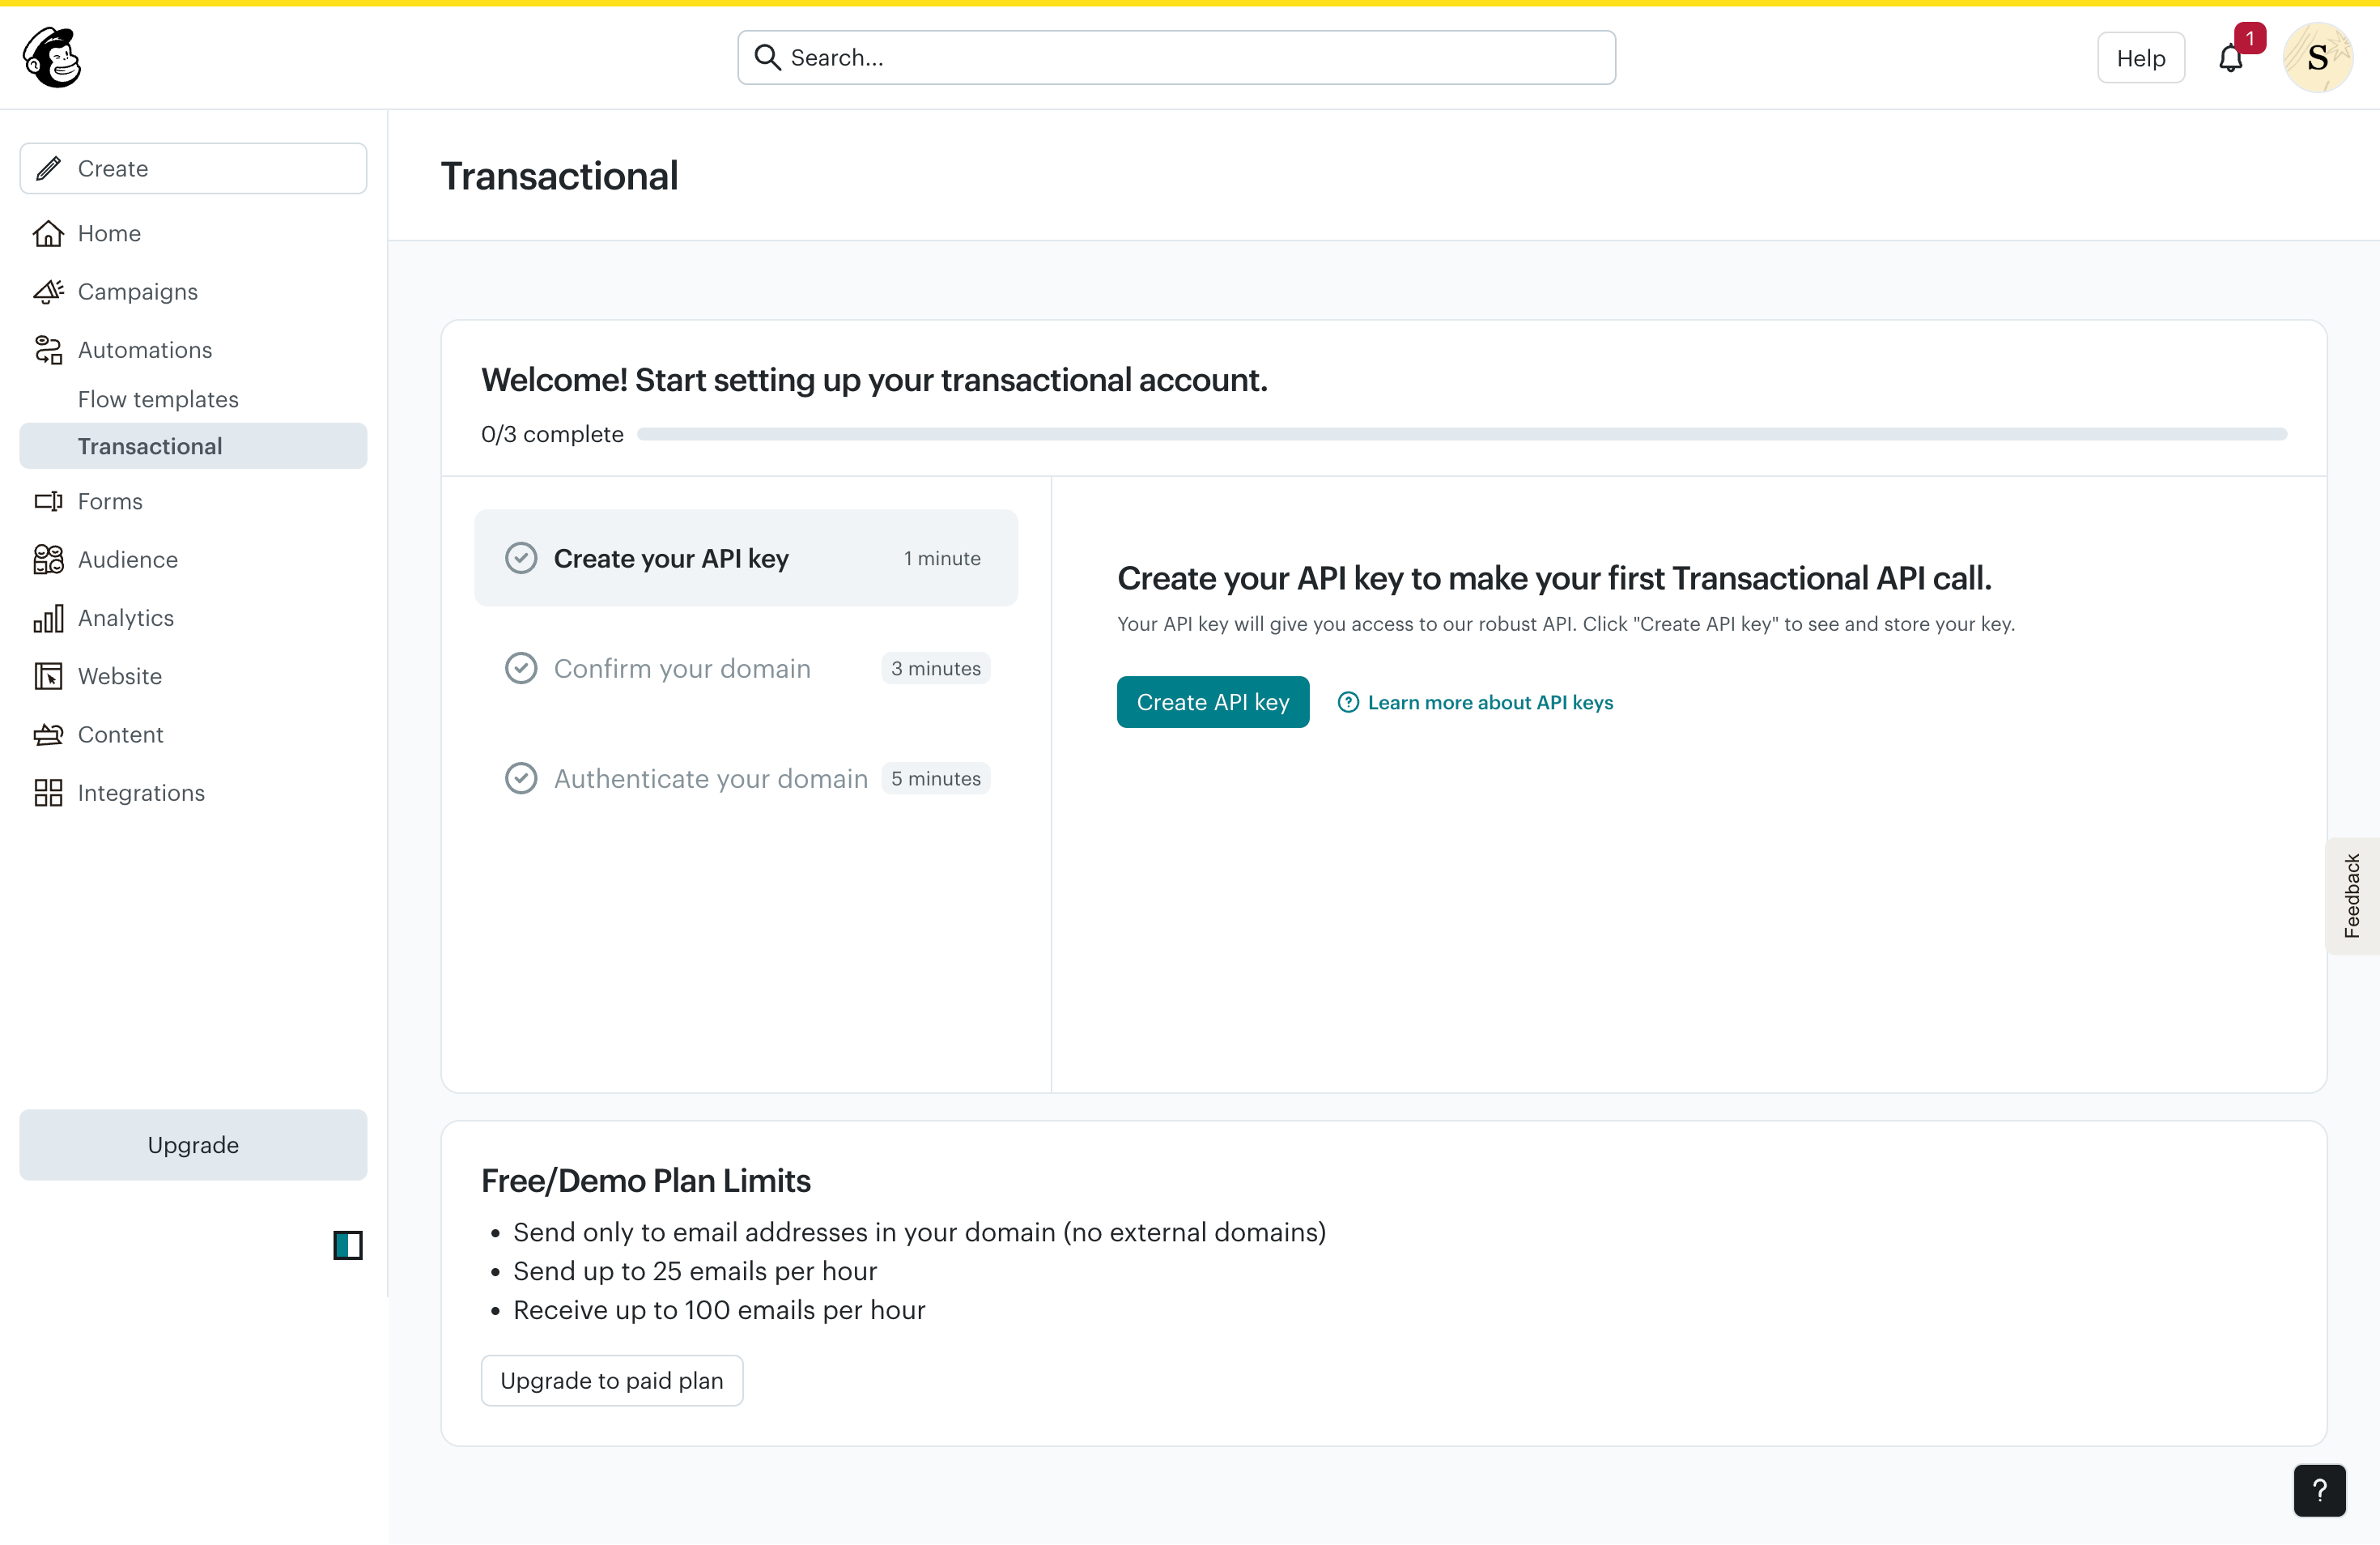 Search...
Help
1
S
Create
Home
Campaigns
Automations
Flow templates
Transactional
Forms
Audience
Analytics
Website
Content
Integrations
Upgrade
Transactional
Welcome! Start setting up your transactional account.
0/3 complete
Create your API key 1 minute
Confirm your domain 3 minutes
Authenticate your domain 5 minutes
Create your API key to make your first Transactional API call.
Your API key will give you access to our robust API. Click "Create API key" to see and store your key.
Create API key
? Learn more about API keys
Feedback
Free/Demo Plan Limits
• Send only to email addresses in your domain (no external domains)
• Send up to 25 emails per hour
• Receive up to 100 emails per hour
Upgrade to paid plan
?